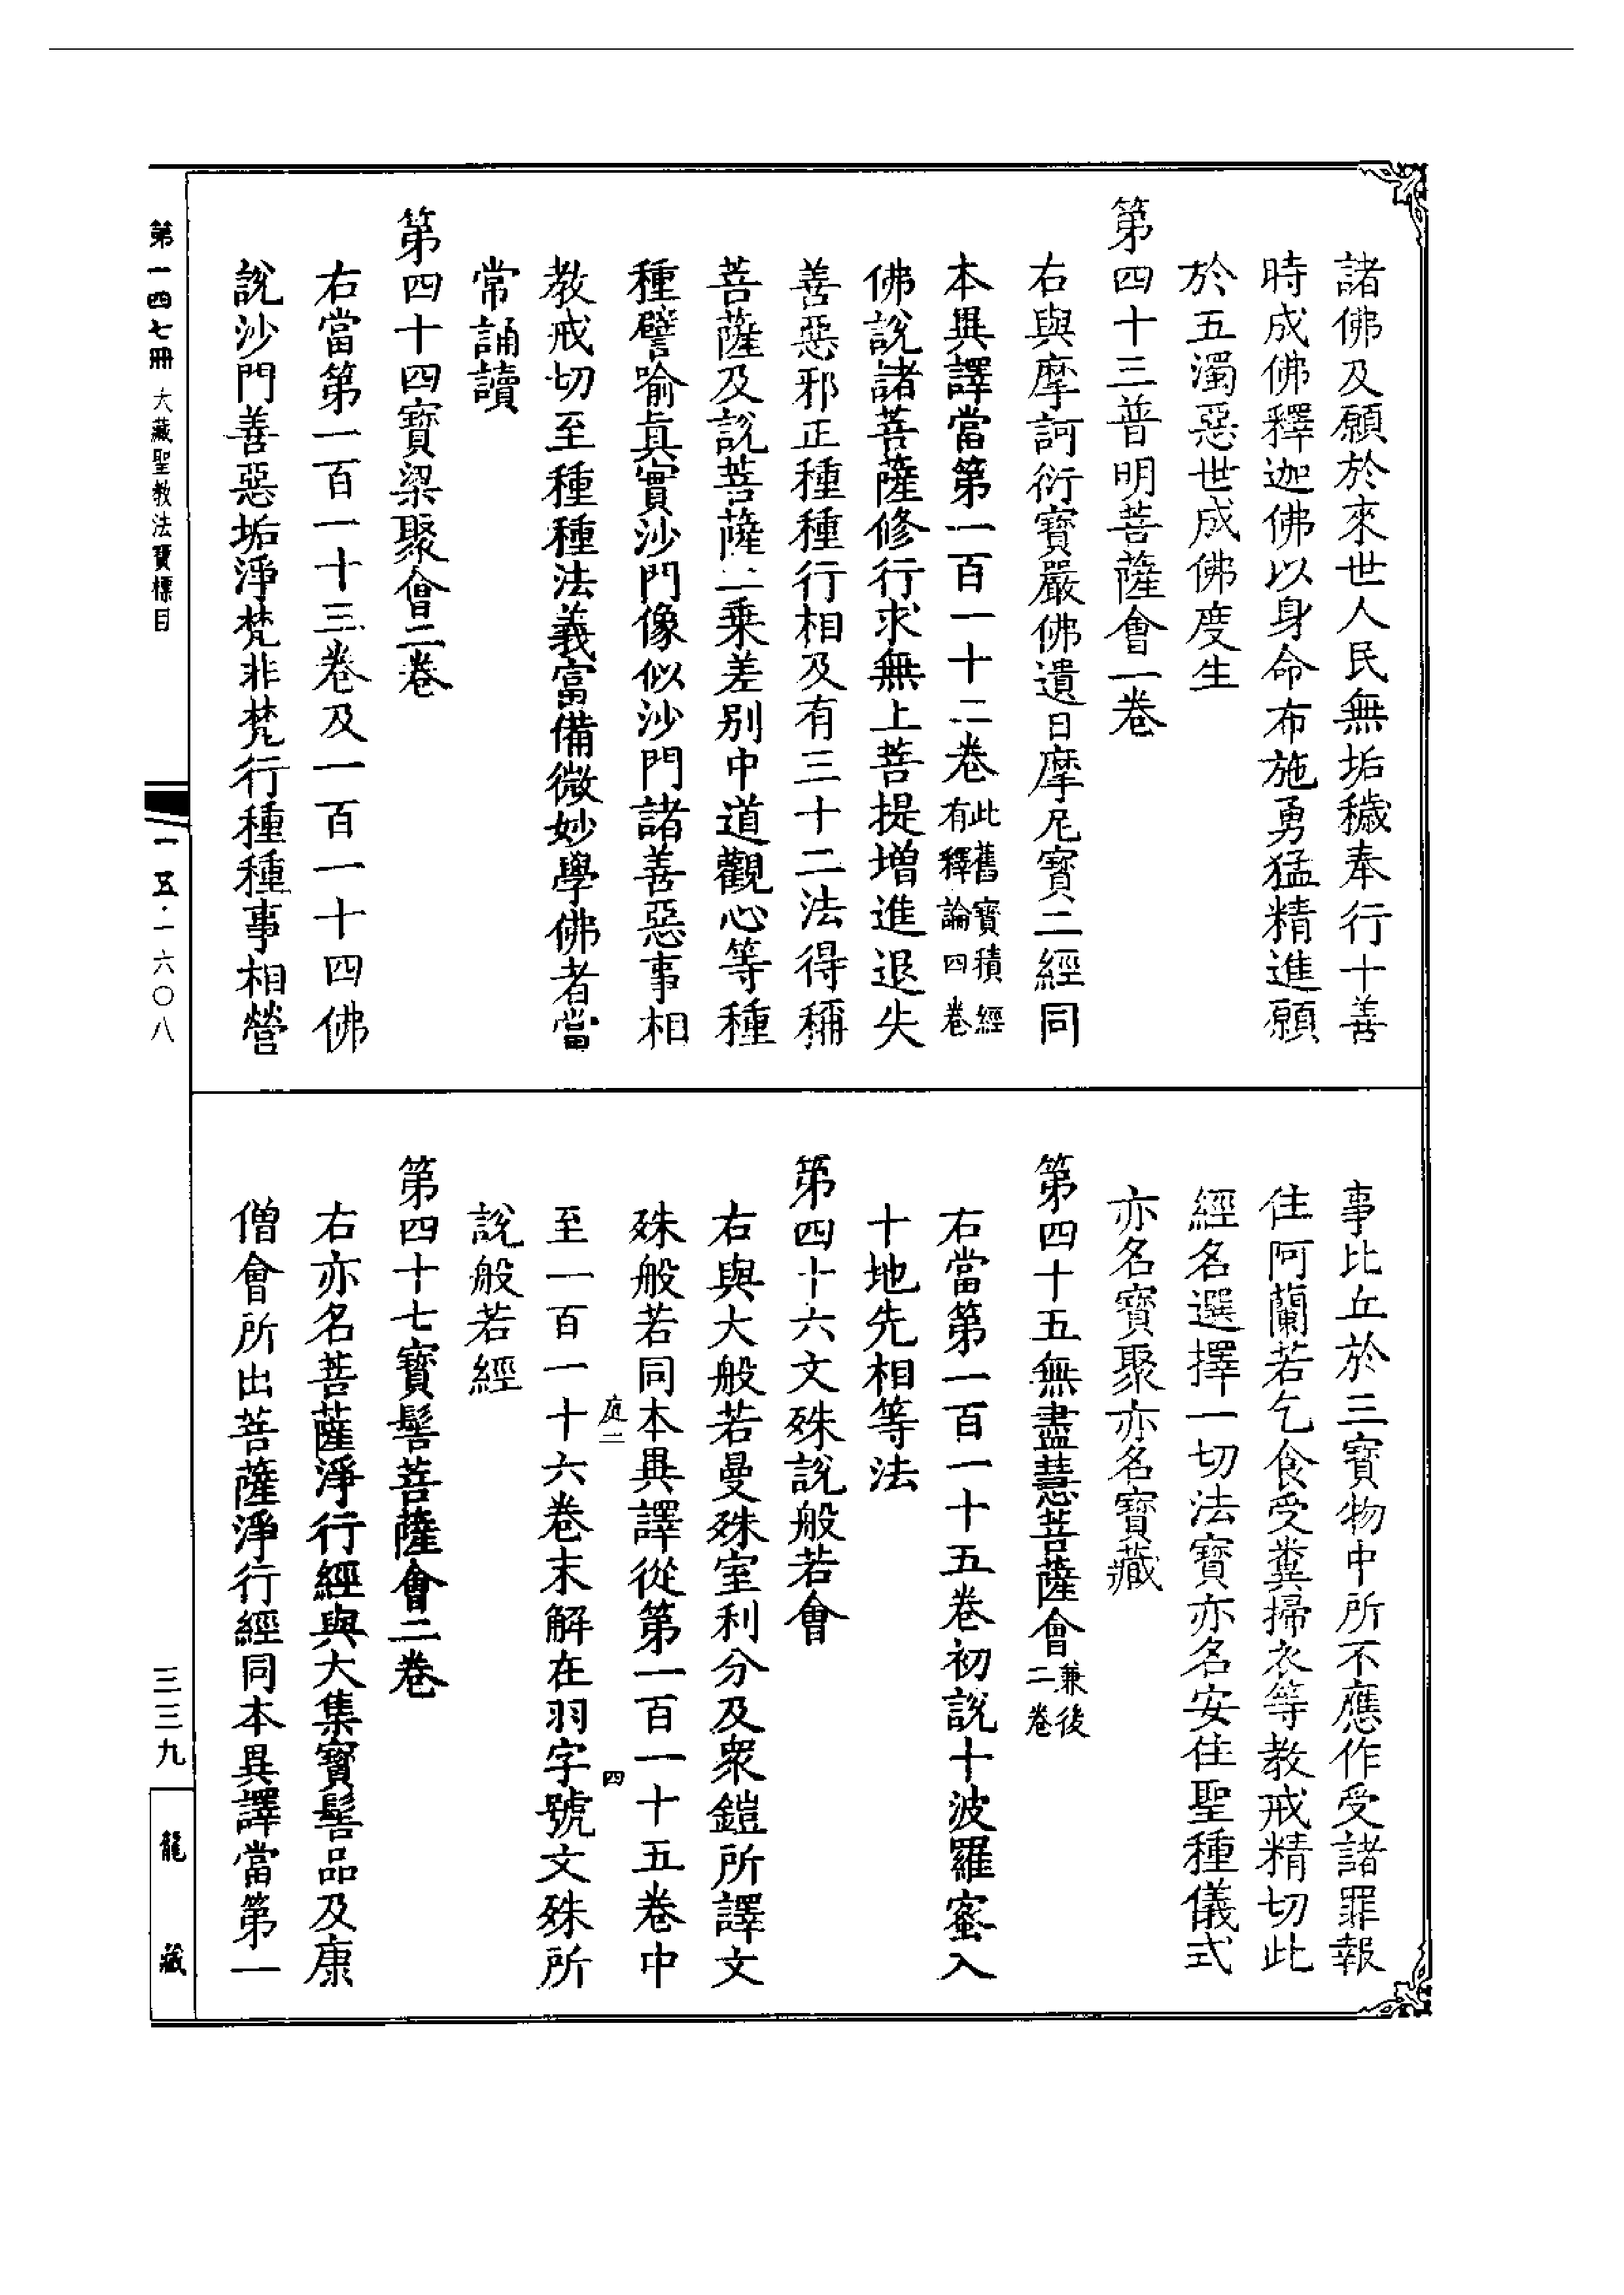 諸佛及願於來世人民無垢穢奉行十善
時成佛釋迦佛以身命布施勇猛精進願
於五濁惡世成佛度生
第四十三普明菩薩會一卷
右與摩訶衍寶嚴佛遺日摩尼寶二經同
本異譯當第一百一十二卷此舊寶積經有釋論四卷
佛說諸菩薩修行求無上菩提增進退失
善惡邪正種種行相及有三十二法得稱
菩薩及說菩薩二乘差别中道觀心等種
種譬喻眞實沙門像似沙門諸善惡事相
教戒切至種種法義富備微妙學佛者當
常誦讀
第四十四寶梁聚會二卷
右當第一百一十三卷及一百一十四佛
說沙門善惡垢淨梵非梵行種種事相營
事比丘於三寶物中所不應作受諸罪報
住阿蘭若乞食受糞掃衣等教戒精切此
經名選擇一切法寶亦名安住聖種儀式
亦名寶聚亦名寶藏
第四十五無盡慧菩薩會兼後二卷
右當第一百一十五卷初說十波羅蜜入
十地先相等法
第四十六文殊說般若會
右與大般若曼殊室利分及衆鎧所譯文
殊般若同本異譯從第一百一十五卷中
庭二 四
至一百一十六卷末解在羽字號文殊所
說般若經
第四十七寶髻菩薩會二卷
右亦名菩薩淨行經與大集寶髻品及康
僧會所出菩薩淨行經同本異譯當第一
第一四七冊 大藏聖教法寶標目
一五·一六〇八
三三九
龍藏